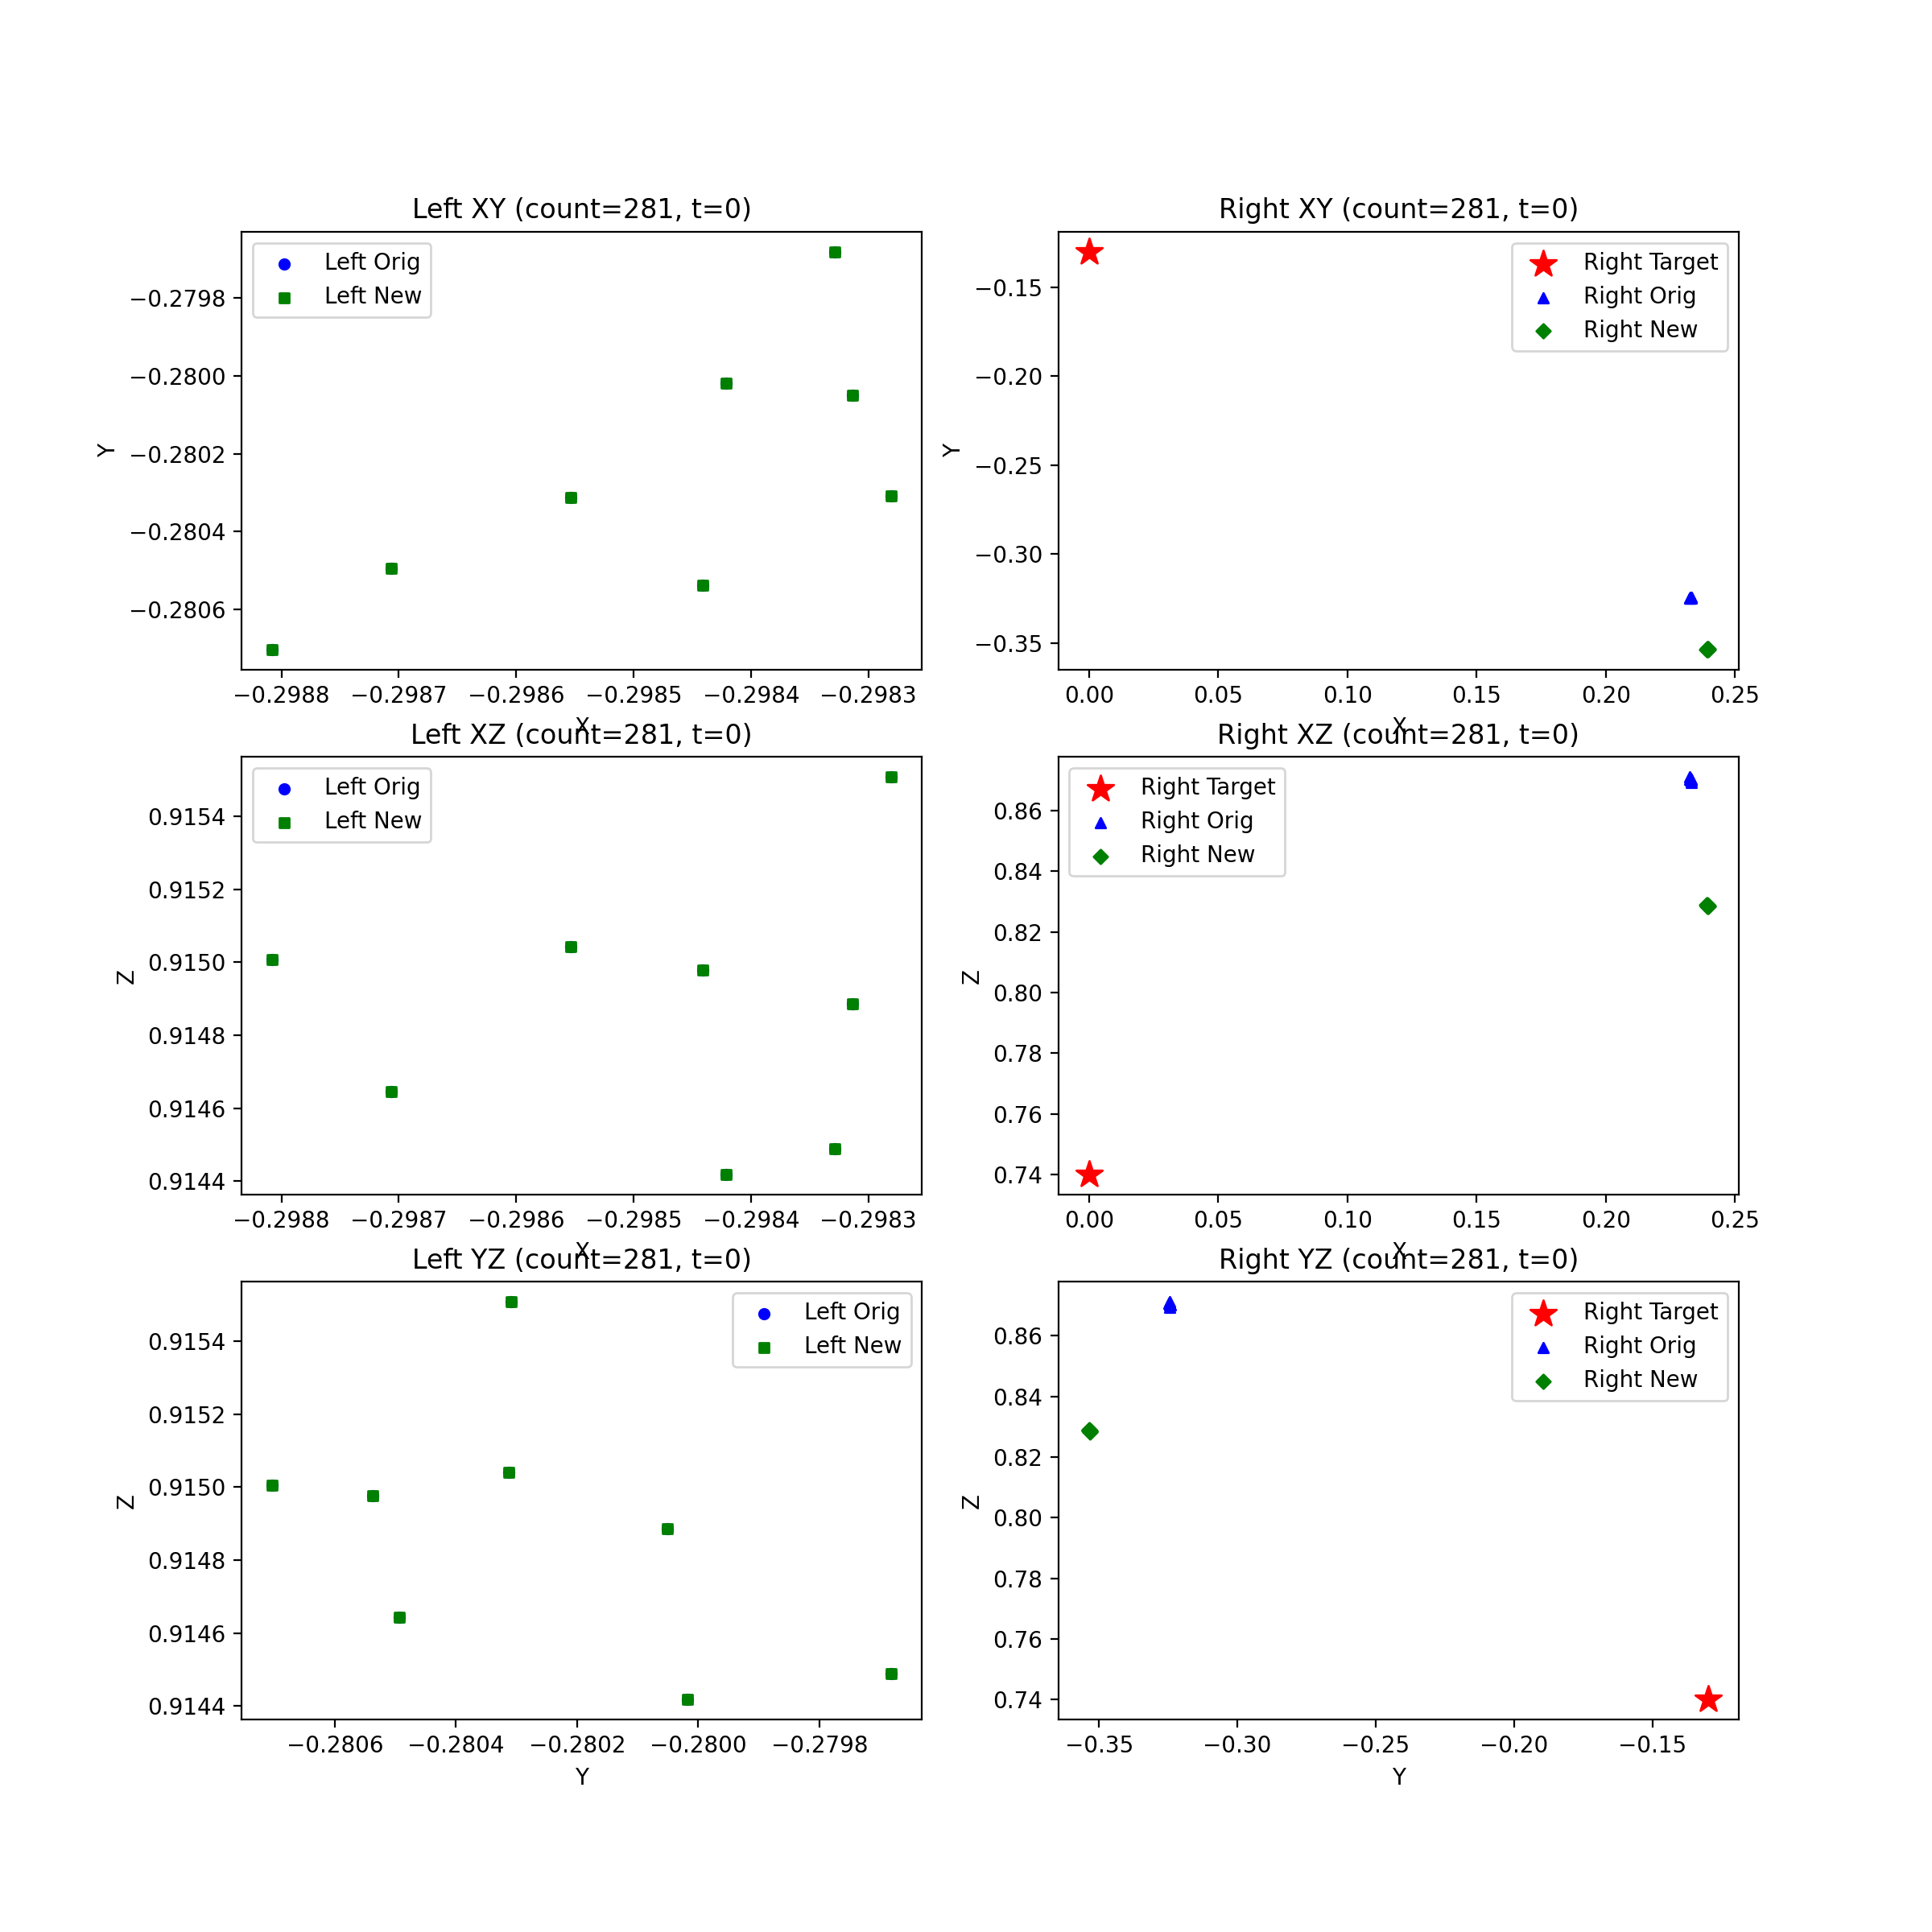 Left XY (count=281, t=0)
Left Orig
Left New
−0.2798
−0.2800
−0.2802
−0.2804
−0.2806
Y
−0.2988
−0.2987
−0.2986
−0.2985
−0.2984
−0.2983
X
Right XY (count=281, t=0)
Right Target
Right Orig
Right New
−0.15
−0.20
−0.25
−0.30
−0.35
Y
0.00
0.05
0.10
0.15
0.20
0.25
X
Left XZ (count=281, t=0)
Left Orig
Left New
0.9154
0.9152
0.9150
0.9148
0.9146
0.9144
Z
−0.2988
−0.2987
−0.2986
−0.2985
−0.2984
−0.2983
X
Right XZ (count=281, t=0)
Right Target
Right Orig
Right New
0.86
0.84
0.82
0.80
0.78
0.76
0.74
Z
0.00
0.05
0.10
0.15
0.20
0.25
X
Left YZ (count=281, t=0)
Left Orig
Left New
0.9154
0.9152
0.9150
0.9148
0.9146
0.9144
Z
−0.2806
−0.2804
−0.2802
−0.2800
−0.2798
Y
Right YZ (count=281, t=0)
Right Target
Right Orig
Right New
0.86
0.84
0.82
0.80
0.78
0.76
0.74
Z
−0.35
−0.30
−0.25
−0.20
−0.15
Y